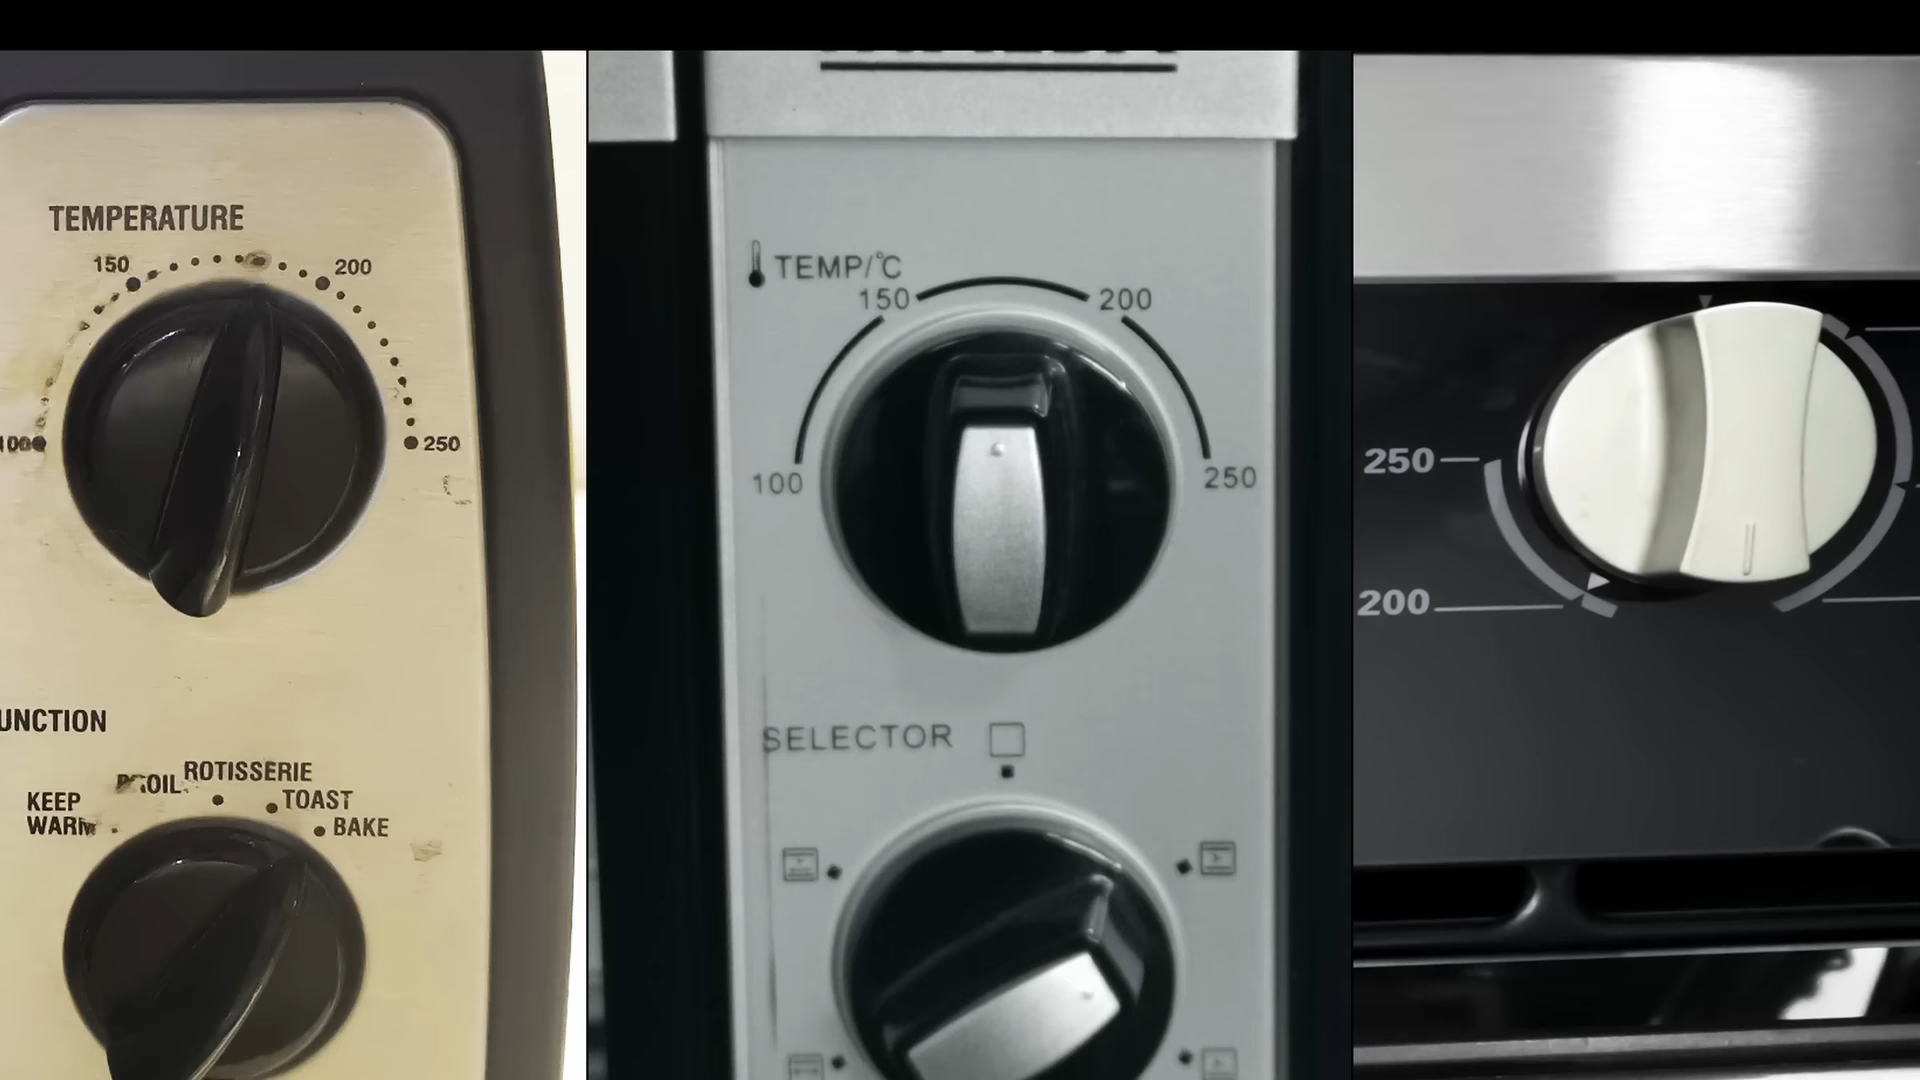 TEMPERATURE
150
200
100
250
UNCTION
ROTISSERIE
KEEP
WARM
TOAST
BAKE
TEMP/℃
150
200
100
250
SELECTOR
250
200